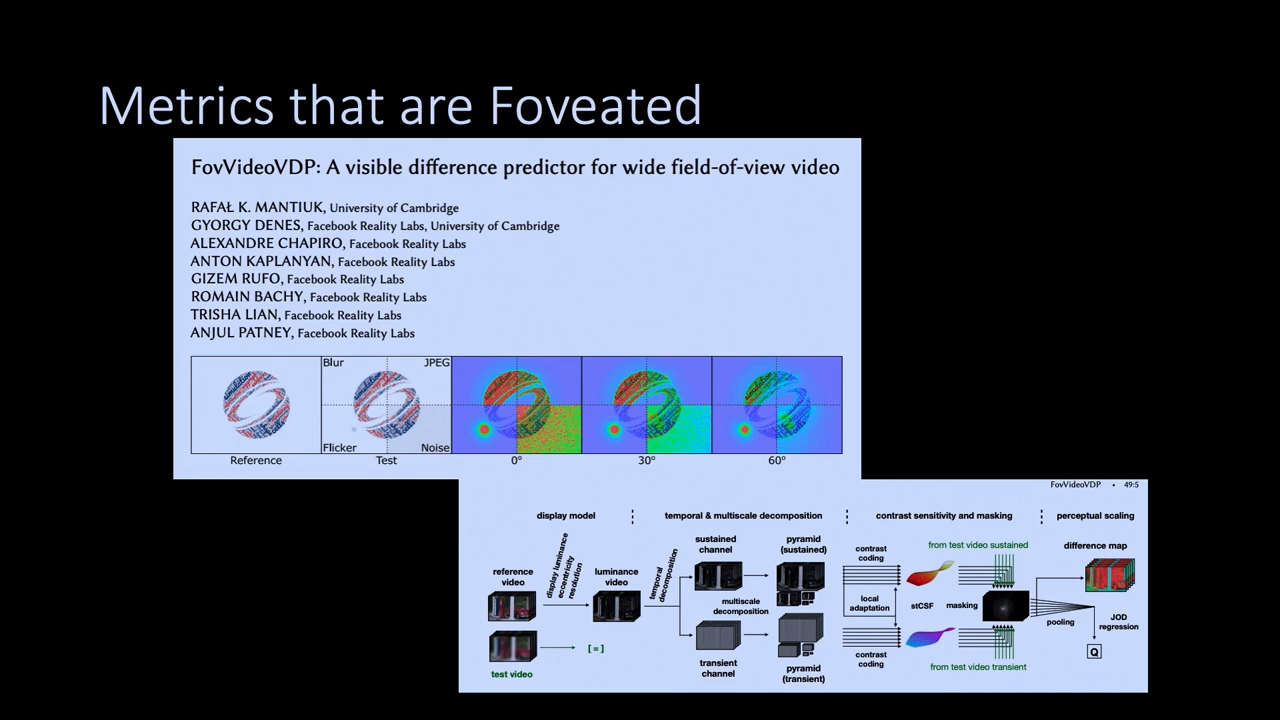 Metrics that are Foveated
FovVideoVDP: A visible difference predictor for wide field-of-view video
RAFAŁ K. MANTIUK, University of Cambridge
GYORGY DENES, Facebook Reality Labs, University of Cambridge
ALEXANDRE CHAPIRO, Facebook Reality Labs
ANTON KAPLANYAN, Facebook Reality Labs
GIZEM RUFO, Facebook Reality Labs
ROMAIN BACHY, Facebook Reality Labs
TRISHA LIAN, Facebook Reality Labs
ANJUL PATNEY, Facebook Reality Labs
Blur JPEG
Flicker Noise
Reference Test 0° 30° 60°
FovVideoVDP • 49:5
display model temporal & multiscale decomposition contrast sensitivity and masking perceptual scaling
reference
video
display luminance
eccentricity
resolution
luminance
video
temporal
decomposition
sustained
channel
pyramid
(sustained)
multiscale
decomposition
transient
channel
pyramid
(transient)
contrast
coding
local
adaptation
contrast
coding
from test video sustained
stCSF
masking
from test video transient
difference map
pooling
JOD
regression
Q
test video
[ = ]